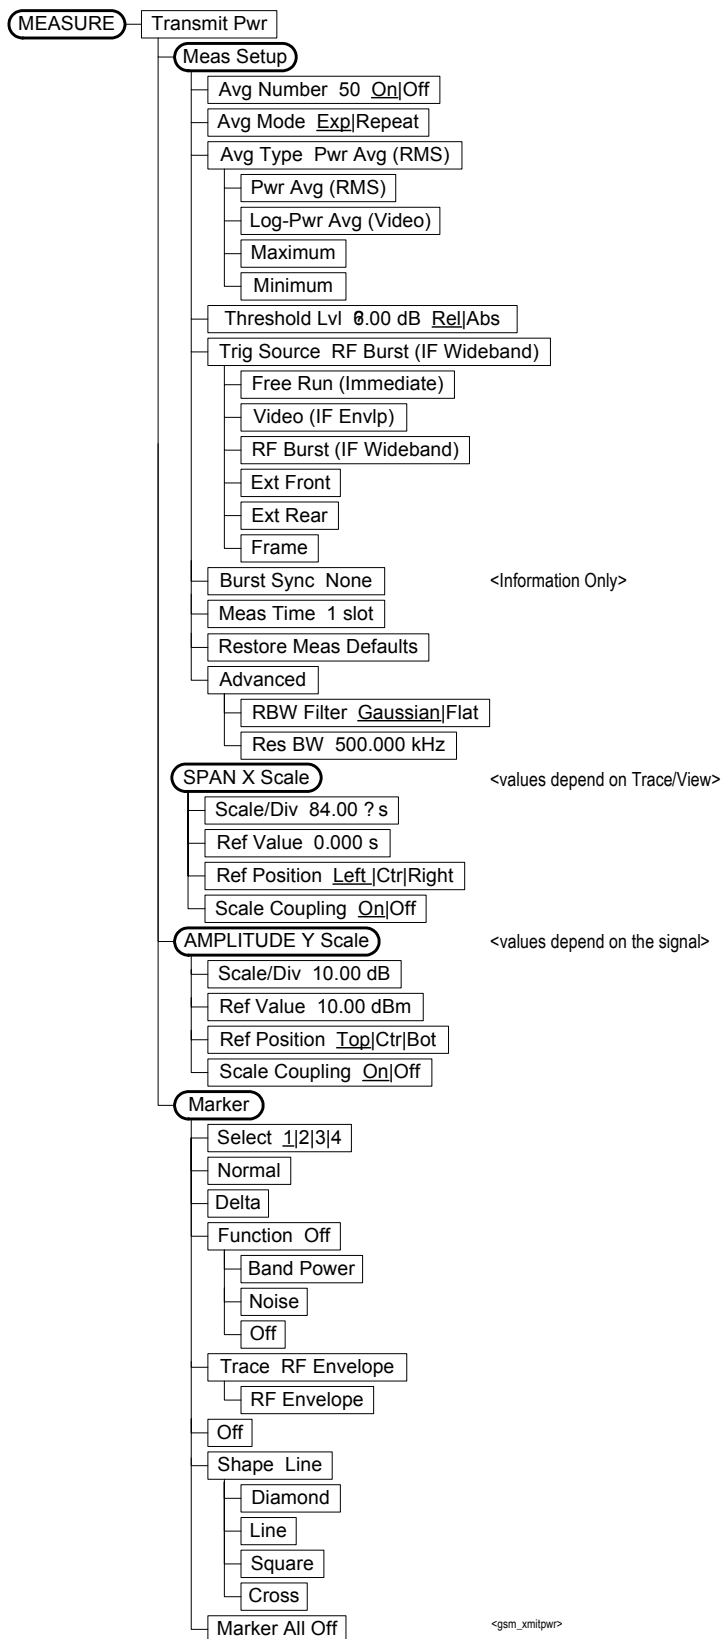 MEASURE Transmit Pwr
Meas Setup
Avg Number 50 On|Off
Avg Mode Exp|Repeat
Avg Type Pwr Avg (RMS)
Pwr Avg (RMS)
Log-Pwr Avg (Video)
Maximum
Minimum
Threshold Lvl .00 dB Rel|Abs
Trig Source RF Burst (IF Wideband)
Free Run (Immediate)
Video (IF Envlp)
RF Burst (IF Wideband)
Ext Front
Ext Rear
Frame
Burst Sync None <Information Only>
Meas Time 1 slot
Restore Meas Defaults
Advanced
RBW Filter Gaussian|Flat
Res BW 500.000 kHz
SPAN X Scale <values depend on Trace/View>
Scale/Div 84.00 ? s
Ref Value 0.000 s
Ref Position Left |Ctr|Right
Scale Coupling On|Off
AMPLITUDE Y Scale <values depend on the signal>
Scale/Div 10.00 dB
Ref Value 10.00 dBm
Ref Position Top|Ctr|Bot
Scale Coupling On|Off
Marker
Select 1|2|3|4
Normal
Delta
Function Off
Band Power
Noise
Off
Trace RF Envelope
RF Envelope
Off
Shape Line
Diamond
Line
Square
Cross
Marker All Off <gsm_xmitpwr>